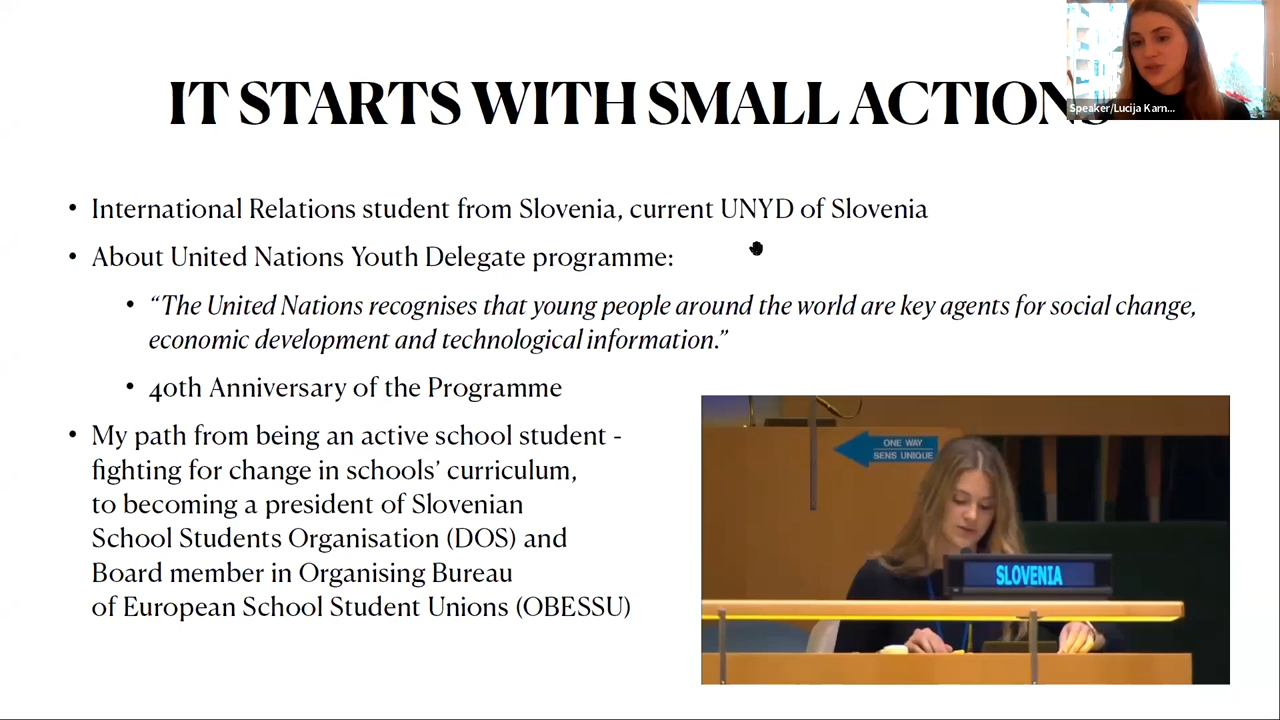 IT STARTS WITH SMALL ACTIONS
Speaker/Lucija Karn...
• International Relations student from Slovenia, current UNYD of Slovenia
• About United Nations Youth Delegate programme:
• “The United Nations recognises that young people around the world are key agents for social change,
economic development and technological information.”
• 40th Anniversary of the Programme
• My path from being an active school student -
fighting for change in schools’ curriculum,
to becoming a president of Slovenian
School Students Organisation (DOS) and
Board member in Organising Bureau
of European School Student Unions (OBESSU)
ONE WAY
SENS UNIQUE
SLOVENIA